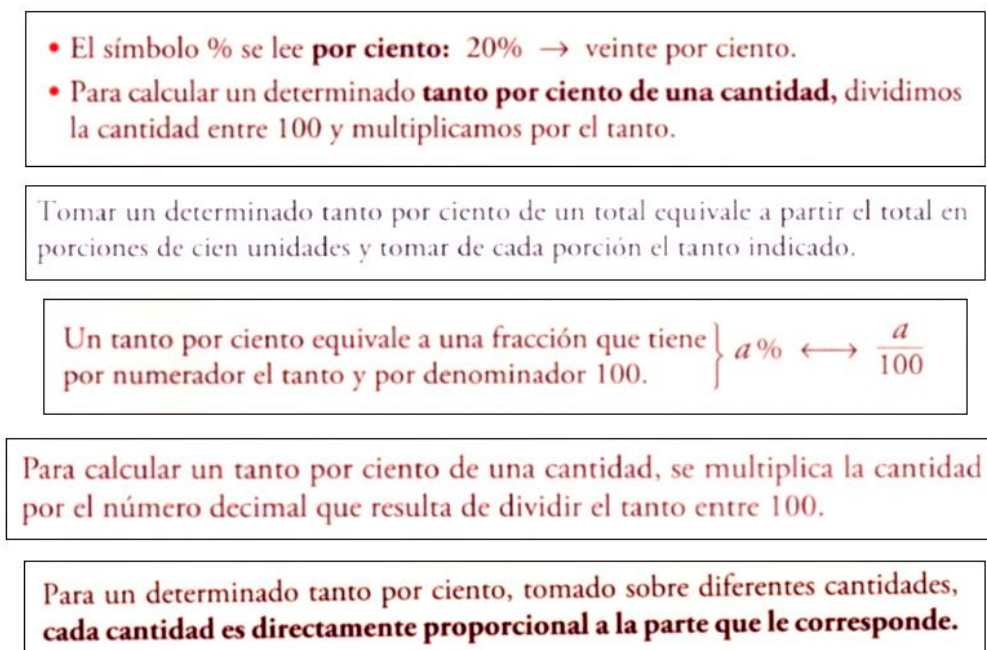 • El símbolo % se lee por ciento: 20% → veinte por ciento.
• Para calcular un determinado tanto por ciento de una cantidad, dividimos
la cantidad entre 100 y multiplicamos por el tanto.
Tomar un determinado tanto por ciento de un total equivale a partir el total en
porciones de cien unidades y tomar de cada porción el tanto indicado.
Un tanto por ciento equivale a una fracción que tiene
por numerador el tanto y por denominador 100.
a% ⟷ a/100
Para calcular un tanto por ciento de una cantidad, se multiplica la cantidad
por el número decimal que resulta de dividir el tanto entre 100.
Para un determinado tanto por ciento, tomado sobre diferentes cantidades,
cada cantidad es directamente proporcional a la parte que le corresponde.